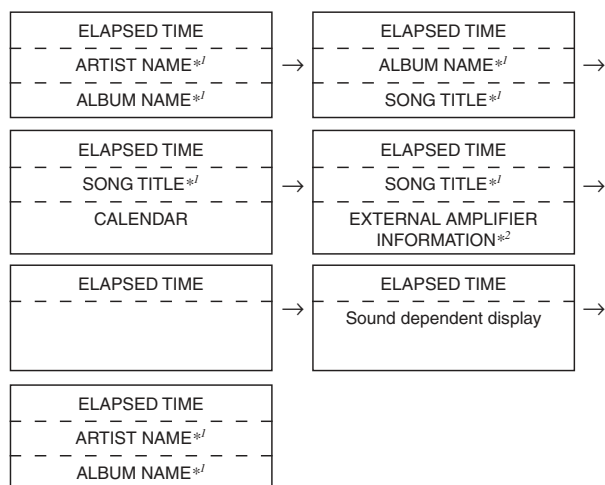 ELAPSED TIME
ARTIST NAME*1
ALBUM NAME*1
→
ELAPSED TIME
ALBUM NAME*1
SONG TITLE*1
→
ELAPSED TIME
SONG TITLE*1
CALENDAR
→
ELAPSED TIME
SONG TITLE*1
EXTERNAL AMPLIFIER
INFORMATION*2
→
ELAPSED TIME
→
ELAPSED TIME
Sound dependent display
→
ELAPSED TIME
ARTIST NAME*1
ALBUM NAME*1